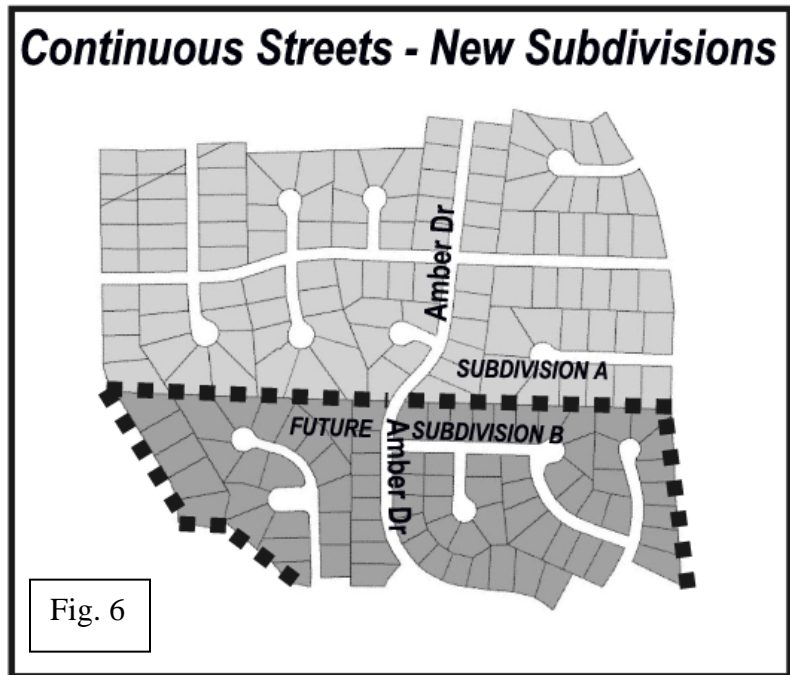 Continuous Streets - New Subdivisions
Amber Dr
SUBDIVISION A
FUTURE SUBDIVISION B
Amber Dr
Fig. 6